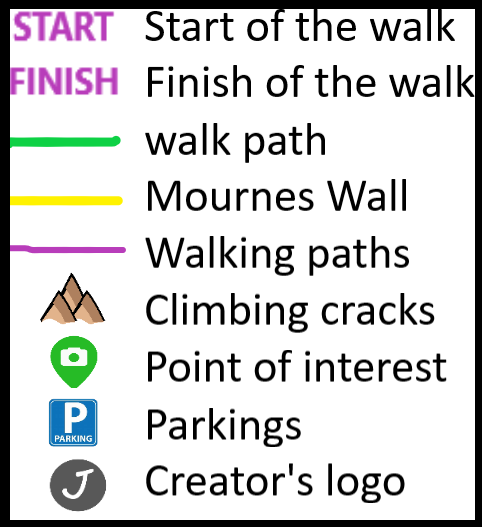 START Start of the walk
FINISH Finish of the walk
walk path
Mournes Wall
Walking paths
Climbing cracks
Point of interest
P PARKING Parkings
J Creator's logo